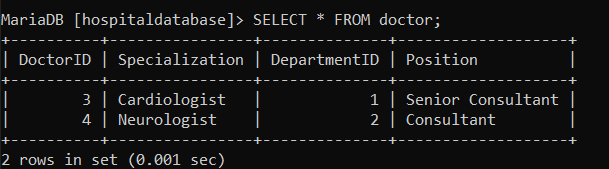 MariaDB [hospitaldatabase]> SELECT * FROM doctor;
+----------+----------------+--------------+-------------------+
| DoctorID | Specialization | DepartmentID | Position          |
+----------+----------------+--------------+-------------------+
|        3 | Cardiologist   |            1 | Senior Consultant |
|        4 | Neurologist    |            2 | Consultant        |
+----------+----------------+--------------+-------------------+
2 rows in set (0.001 sec)